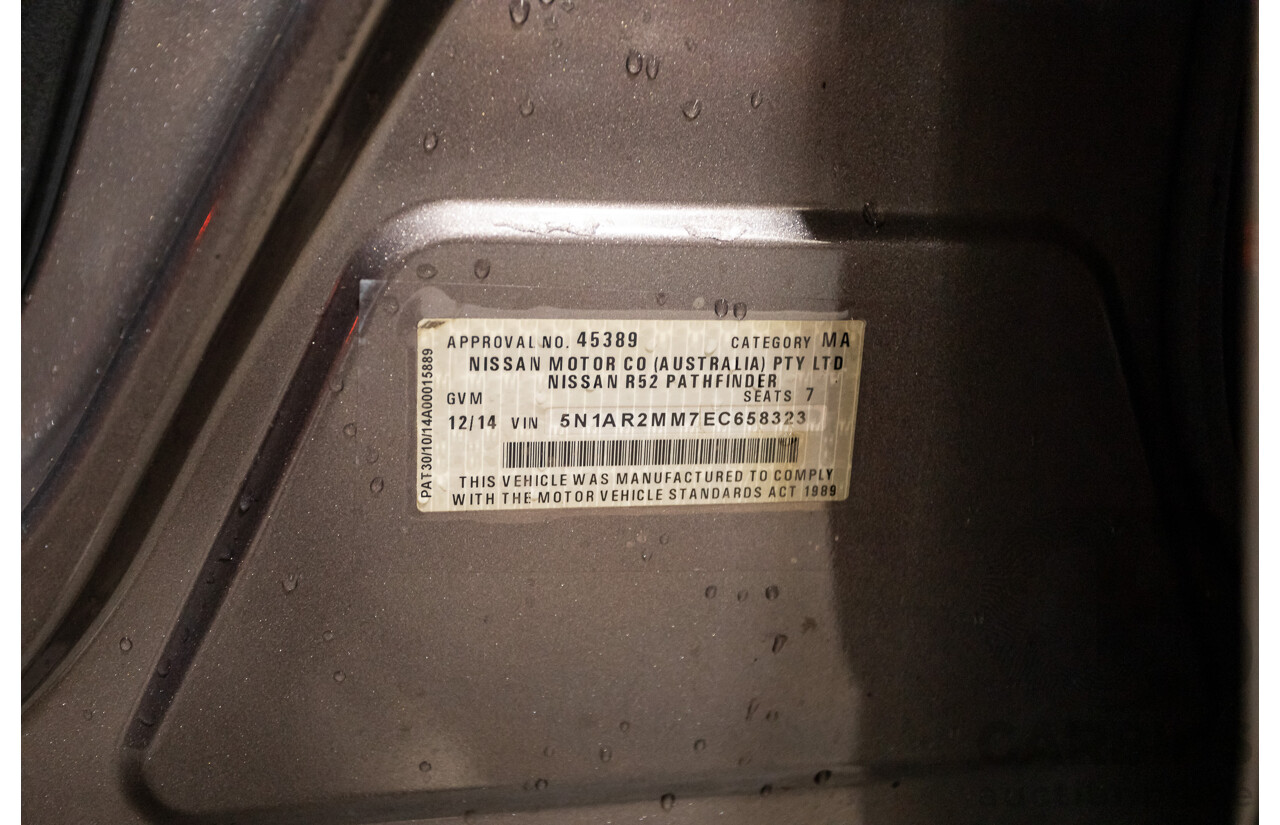 APPROVAL NO. 45389 CATEGORY MA
NISSAN MOTOR CO (AUSTRALIA) PTY LTD
NISSAN R52 PATHFINDER
GVM SEATS 7
12/14 VIN 5N1AR2MM7EC658323
THIS VEHICLE WAS MANUFACTURED TO COMPLY
WITH THE MOTOR VEHICLE STANDARDS ACT 1989
PAT30/10/14A00015889